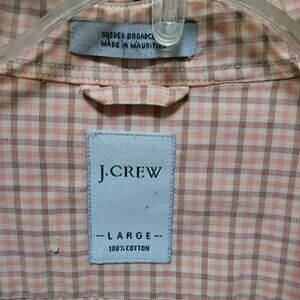 SUEDED BROADCL
MADE IN MAURITIUS
J.CREW
-LARGE-
100% COTTON